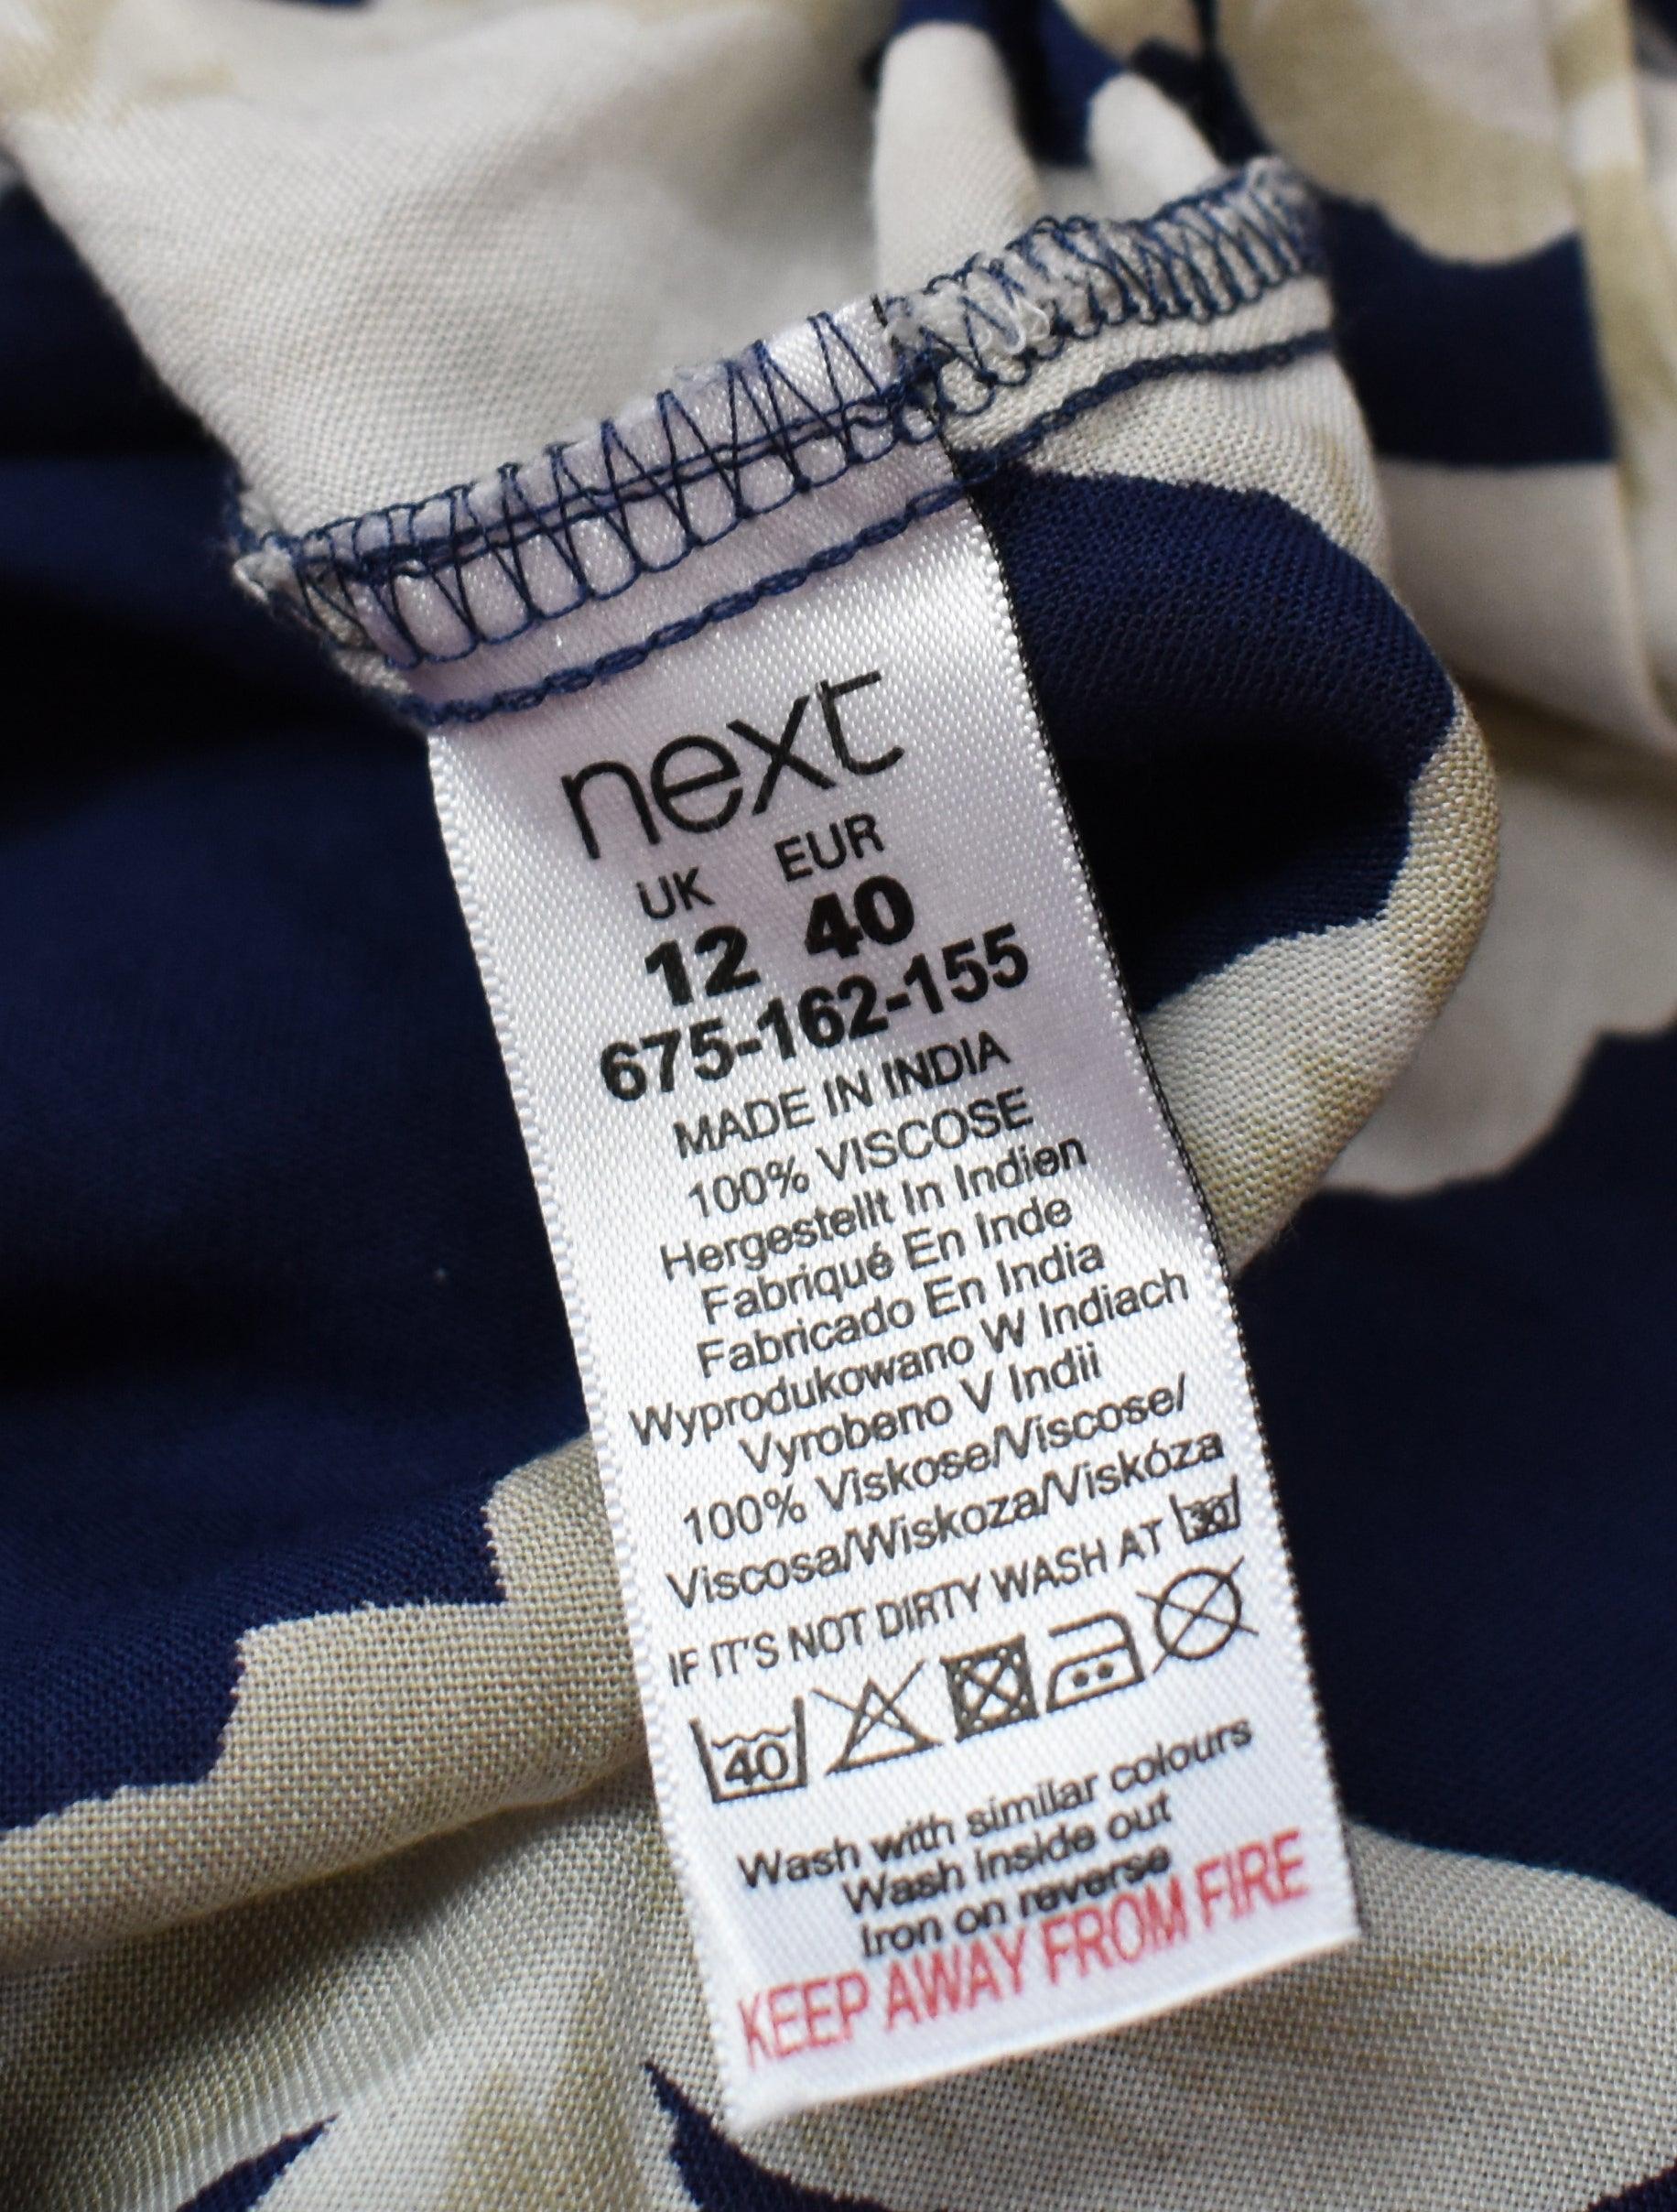 next
UK EUR
12 40
675-162-155
MADE IN INDIA
100% VISCOSE
Hergestellt In Indien
Fabriqué En Inde
Fabricado En India
Wyprodukowano W Indiach
Vyrobeno V Indii
100% Viskose/Viscose/
Viscosa/Wiskoza/Viskóza
IF IT'S NOT DIRTY WASH AT 30
40
Wash with similar colours
Wash Inside out
Iron on reverse
KEEP AWAY FROM FIRE